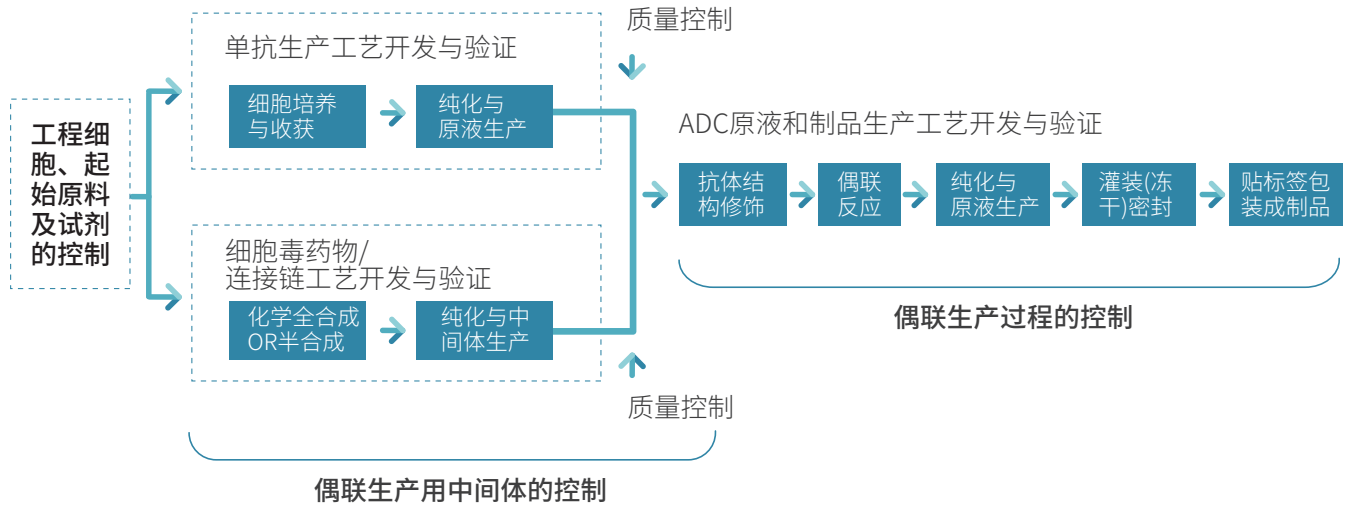 工程细
胞、起
始原料
及试剂
的控制
单抗生产工艺开发与验证
细胞培养
与收获
纯化与
原液生产
细胞毒药物/
连接链工艺开发与验证
化学全合成
OR半合成
纯化与中
间体生产
质量控制
质量控制
偶联生产用中间体的控制
ADC原液和制品生产工艺开发与验证
抗体结
构修饰
偶联
反应
纯化与
原液生产
灌装(冻
干)密封
贴标签包
装成制品
偶联生产过程的控制